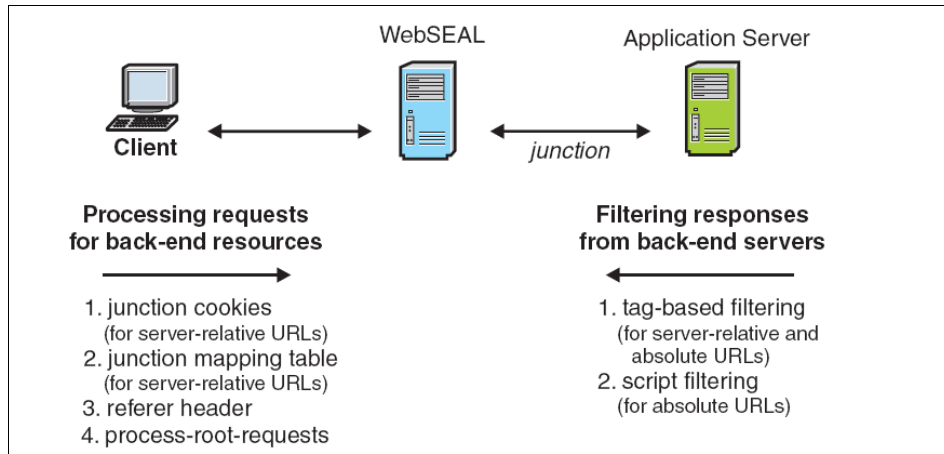 WebSEAL
Application Server
Client
junction
Processing requests
for back-end resources
1. junction cookies
(for server-relative URLs)
2. junction mapping table
(for server-relative URLs)
3. referer header
4. process-root-requests
Filtering responses
from back-end servers
1. tag-based filtering
(for server-relative and
absolute URLs)
2. script filtering
(for absolute URLs)